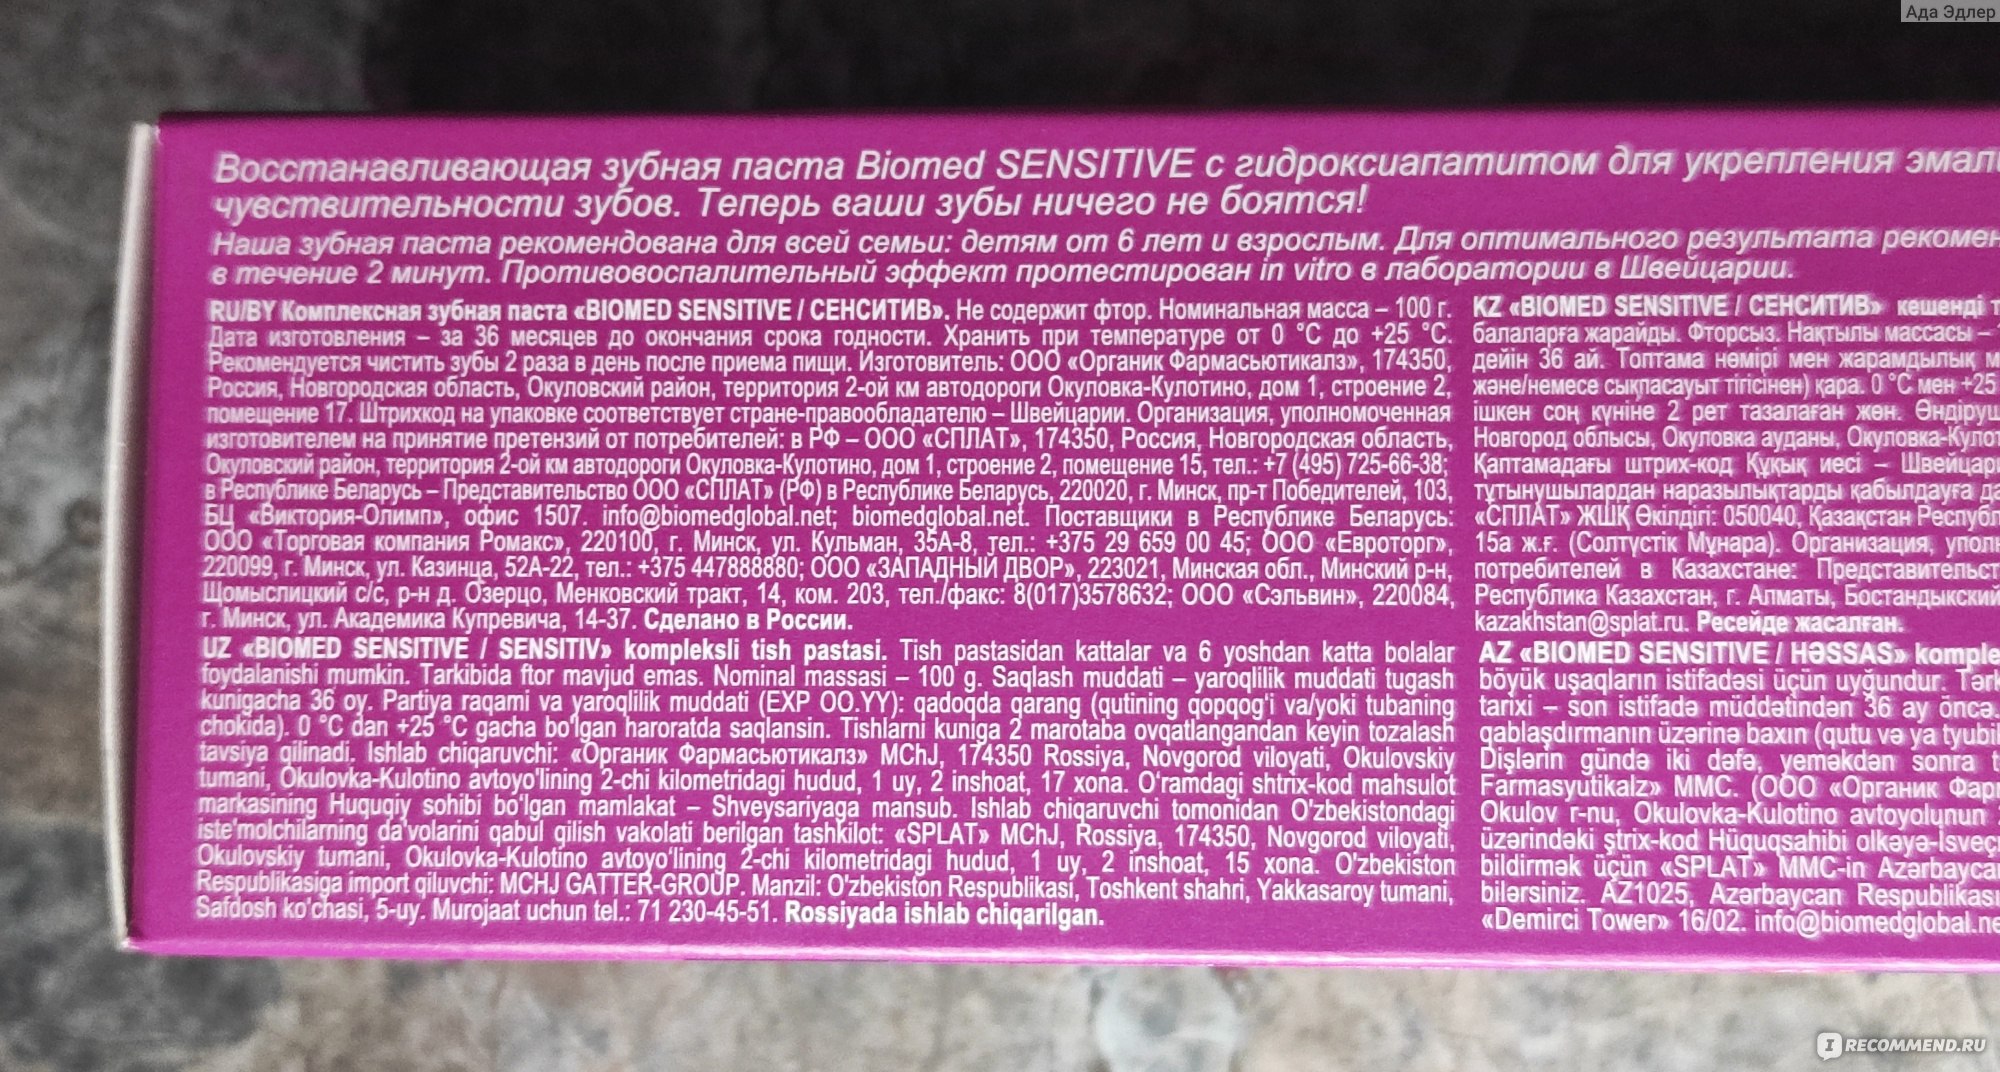 Ада Эдлер
Восстанавливающая зубная паста Biomed SENSITIVE с гидроксиапатитом для укрепления
чувствительности зубов. Теперь ваши зубы ничего не боятся!
Наша зубная паста рекомендована для всей семьи: детям от 6 лет и взрослым. Для оптимального результата
в течение 2 минут. Противовоспалительный эффект протестирован in vitro в лаборатории в Швейцарии.
RU/BY Комплексная зубная паста «BIOMED SENSITIVE / СЕНСИТИВ». Не содержит фтор. Номинальная масса – 100 г.
Дата изготовления – за 36 месяцев до окончания срока годности. Хранить при температуре от 0 °С до +25 °С.
Рекомендуется чистить зубы 2 раза в день после приема пищи. Изготовитель: ООО «Органик Фармасьютикалз», 174350,
Россия, Новгородская область, Окуловский район, территория 2-ой км автодороги Окуловка-Кулотино, дом 1, строение 2,
помещение 17. Штрихкод на упаковке соответствует стране-правообладателю – Швейцарии. Организация, уполномоченная
изготовителем на принятие претензий от потребителей: в РФ – ООО «СПЛАТ», 174350, Россия, Новгородская область,
Окуловский район, территория 2-ой км автодороги Окуловка-Кулотино, дом 1, строение 2, помещение 15, тел.: +7 (495) 725-66-38;
в Республике Беларусь – Представительство ООО «СПЛАТ» (РФ) в Республике Беларусь, 220020, г. Минск, пр-т Победителей, 103,
БЦ «Виктория-Олимп», офис 1507. info@biomedglobal.net; biomedglobal.net. Поставщики в Республике Беларусь:
ООО «Торговая компания Ромакс», 220100, г. Минск, ул. Кульман, 35А-8, тел.: +375 29 659 00 45; ООО «Евроторг»,
220099, г. Минск, ул. Казинца, 52А-22, тел.: +375 447888880; ООО «ЗАПАДНЫЙ ДВОР», 223021, Минская обл., Минский р-н,
Щомыслицкий с/с, р-н д. Озерцо, Менковский тракт, 14, ком. 203, тел./факс: 8(017)3578632; ООО «Сэльвин», 220084,
г. Минск, ул. Академика Купревича, 14-37. Сделано в России.
UZ «BIOMED SENSITIVE / SENSITIV» kompleksli tish pastasi. Tish pastasidan kattalar va 6 yoshdan katta bolalar
foydalanishi mumkin. Tarkibida ftor mavjud emas. Nominal massasi – 100 g. Saqlash muddati – yaroqlilik muddati tugash
kunigacha 36 oy. Partiya raqami va yaroqlilik muddati (EXP OO.YY): qadoqda qarang (qutining qopqog‘i va/yoki tubaning
chokida). 0 °C dan +25 °C gacha bo‘lgan haroratda saqlansin. Tishlarni kuniga 2 marotaba ovqatlangandan keyin tozalash
tavsiya qilinadi. Ishlab chiqaruvchi: «Органик Фармасьютикалз» MChJ, 174350 Rossiya, Novgorod viloyati, Okulovskiy
tumani, Okulovka-Kulotino avtoyo'lining 2-chi kilometridagi hudud, 1 uy, 2 inshoat, 17 xona. O‘ramdagi shtrix-kod mahsulot
markasining Huquqiy sohibi bo‘lgan mamlakat – Shveysariyaga mansub. Ishlab chiqaruvchi tomonidan O'zbekistondagi
iste'molchilarning da’volarini qabul qilish vakolati berilgan tashkilot: «SPLAT» MChJ, Rossiya, 174350, Novgorod viloyati,
Okulovskiy tumani, Okulovka-Kulotino avtoyo‘lining 2-chi kilometridagi hudud, 1 uy, 2 inshoat, 15 xona. O'zbekiston
Respublikasiga import qiluvchi: MCHJ GATTER-GROUP. Manzil: O'zbekiston Respublikasi, Toshkent shahri, Yakkasaroy tumani,
Safdosh ko'chasi, 5-uy. Murojaat uchun tel.: 71 230-45-51. Rossiyada ishlab chiqarilgan.
KZ «BIOMED SENSITIVE / СЕНСИТИВ» кешенді
балаларға жарайды. Фторсыз. Нақтылы массасы –
дейін 36 ай. Топтама нөмірі мен жарамдылық
және/немесе сықпасауыт тігісінен) қара. 0 °С мен +25
ішкен соң күніне 2 рет тазалаған жөн.
Новгород облысы, Окуловка ауданы,
Қаптамадағы штрих-код Құқық иесі –
тұтынушылардан наразылықтарды қабылдауға
«СПЛАТ» ЖШҚ Өкілдігі: 050040, Қазақстан
15а ж.ғ. (Солтүстік Мұнара). Организация,
потребителей в Казахстане:
Республика Казахстан, г. Алматы, Бостандыкский
kazakhstan@splat.ru. Ресейде жасалған.
AZ «BIOMED SENSITIVE / HƏSSAS»
böyük uşaqların istifadəsi üçün uyğundur.
tarixi – son istifadə müddətindən 36 ay öncə.
qablaşdırmanın üzərinə baxın (qutu və ya
Dişlərin gündə iki dəfə, yeməkdən sonra
Farmasyutikalz» MMC. (ООО «Органик
Okulov r-nu, Okulovka-Kulotino avtoyolunun
üzərindəki ştrix-kod Hüquqsahibi
bildirmək üçün «SPLAT» MMC-in
bilərsiniz. AZ1025, Azərbaycan
«Demirci Tower» 16/02.
IRECOMMEND.RU